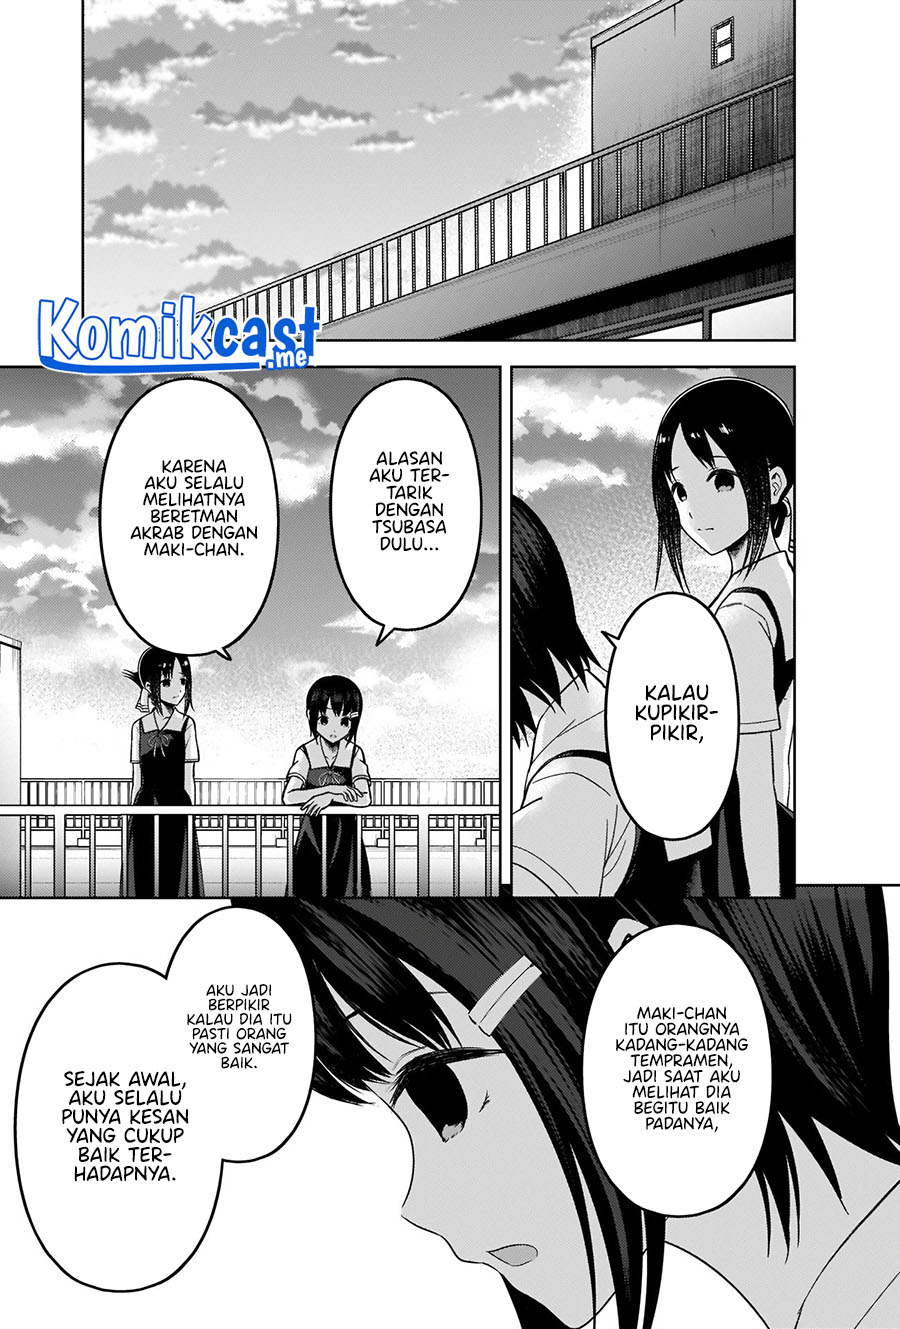 Komikcast
.me
KALAU
KUPIKIR-
PIKIR,
ALASAN
AKU TER-
TARIK
DENGAN
TSUBASA
DULU...
KARENA
AKU SELALU
MELIHATNYA
BERETMAN
AKRAB DENGAN
MAKI-CHAN.
MAKI-CHAN
ITU ORANGNYA
KADANG-KADANG
TEMPRAMEN,
JADI SAAT AKU
MELIHAT DIA
BEGITU BAIK
PADANYA,
AKU JADI
BERPIKIR
KALAU DIA ITU
PASTI ORANG
YANG SANGAT
BAIK.
SEJAK AWAL,
AKU SELALU
PUNYA KESAN
YANG CUKUP
BAIK TER-
HADAPNYA.